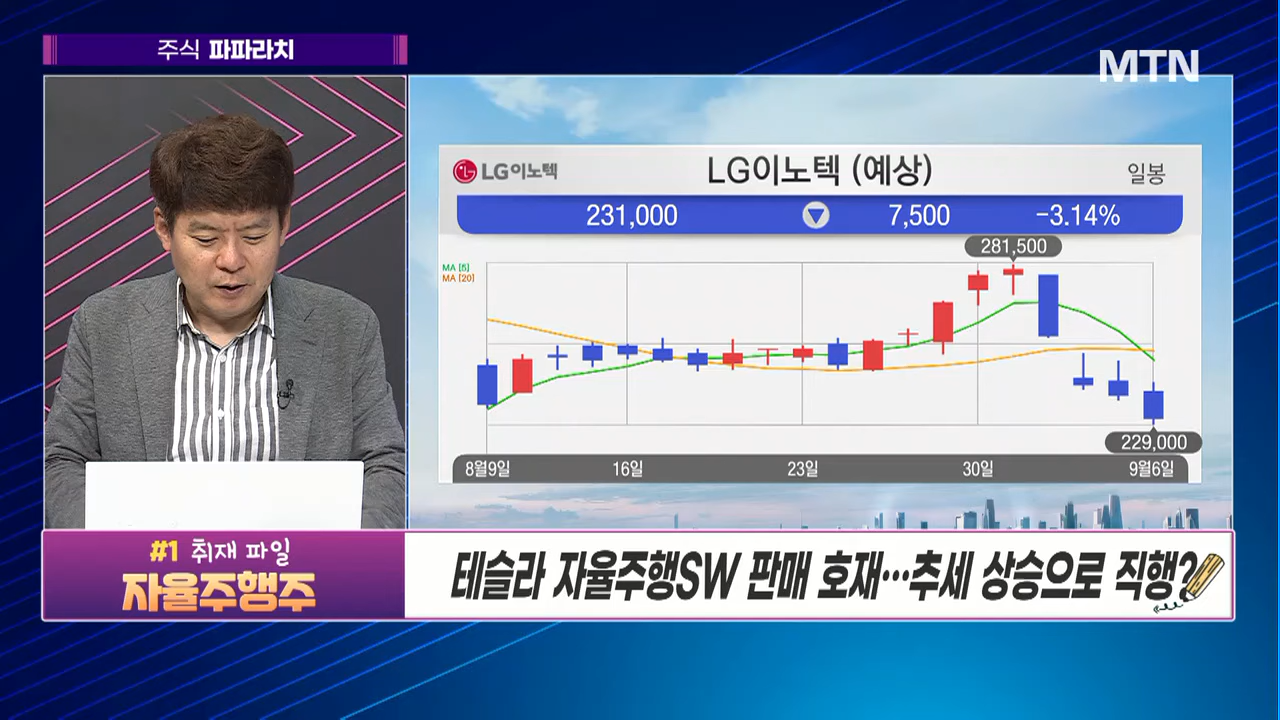 주식 파파라치
MTN
LG이노텍
LG이노텍 (예상)
일봉
231,000 7,500 -3.14%
281,500
MA [5]
MA [20]
229,000
8월9일 16일 23일 30일 9월6일
#1 취재 파일
자율주행주
테슬라 자율주행SW 판매 호재…추세 상승으로 직행?